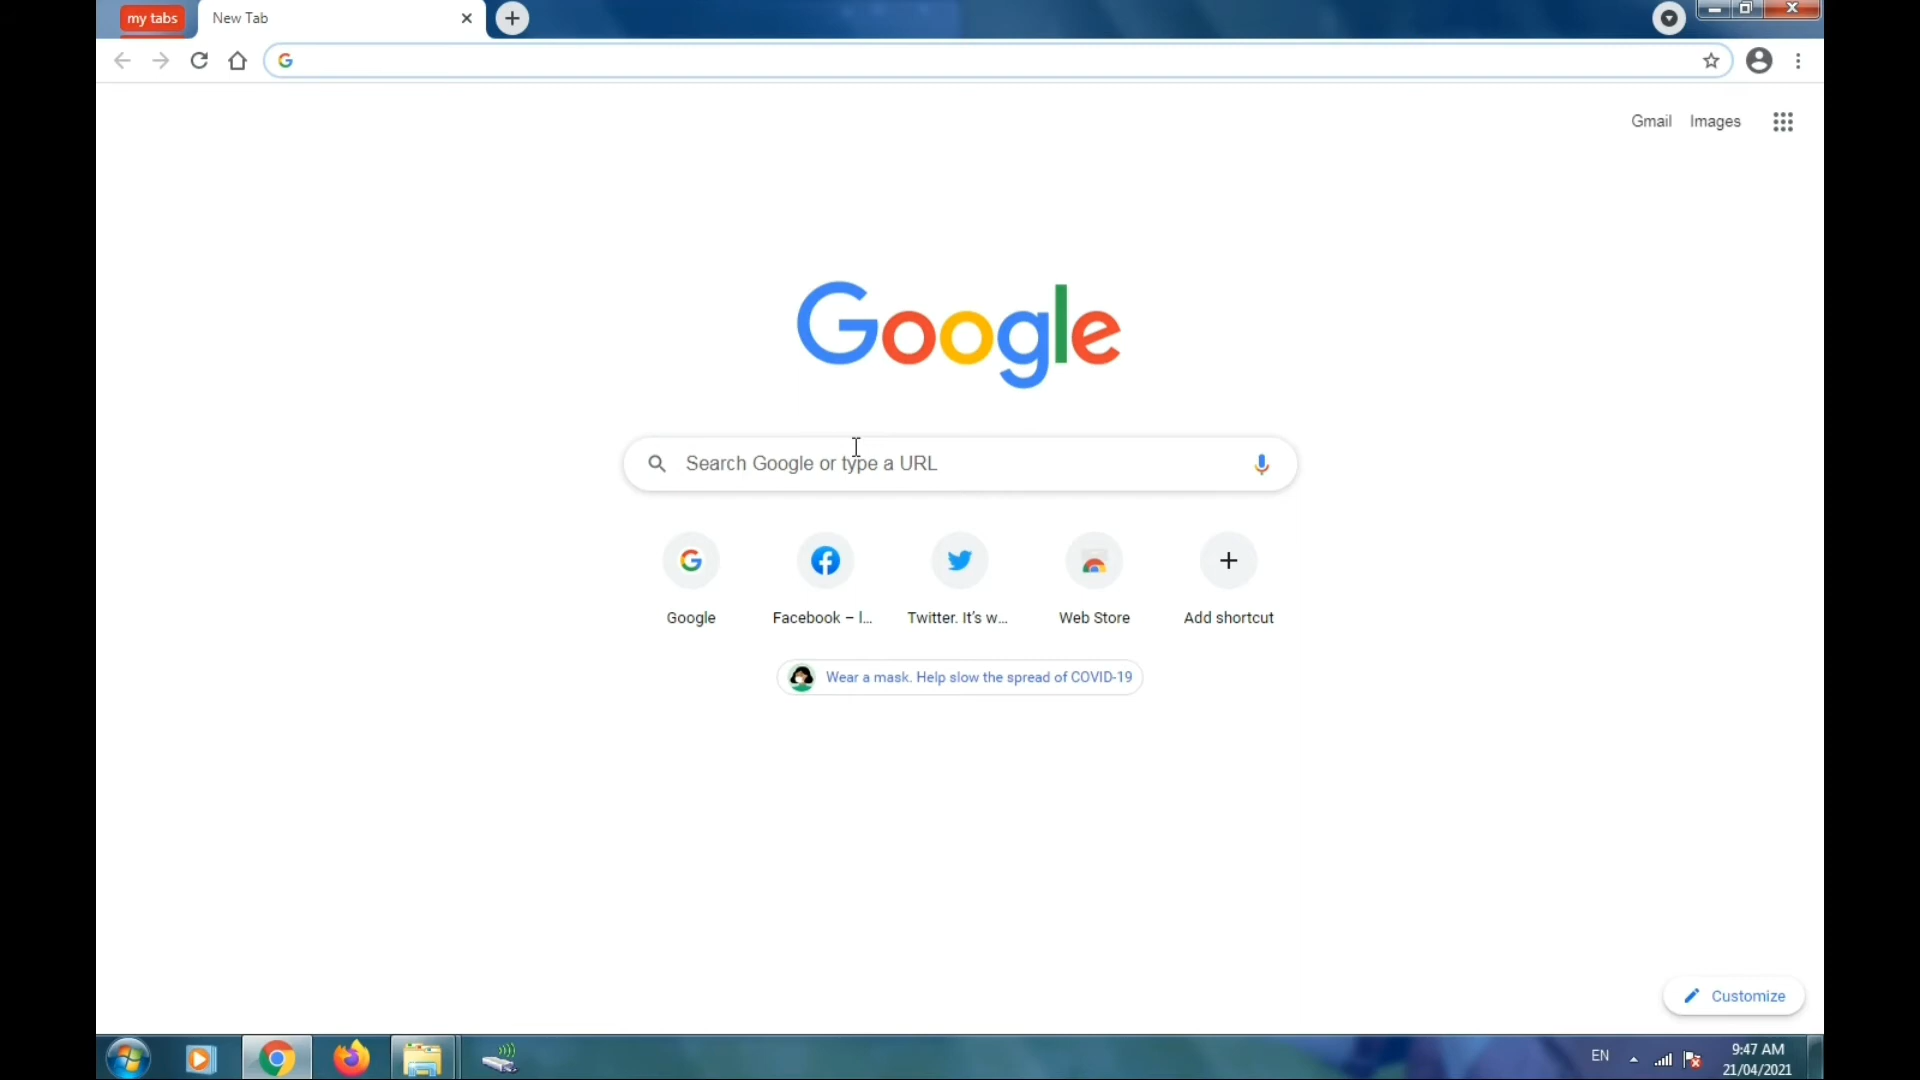 my tabs
New Tab
Gmail Images
Google
Search Google or type a URL
Google
Facebook – l...
Twitter. It's w...
Web Store
Add shortcut
Wear a mask. Help slow the spread of COVID-19
Customize
EN
9:47 AM
21/04/2021